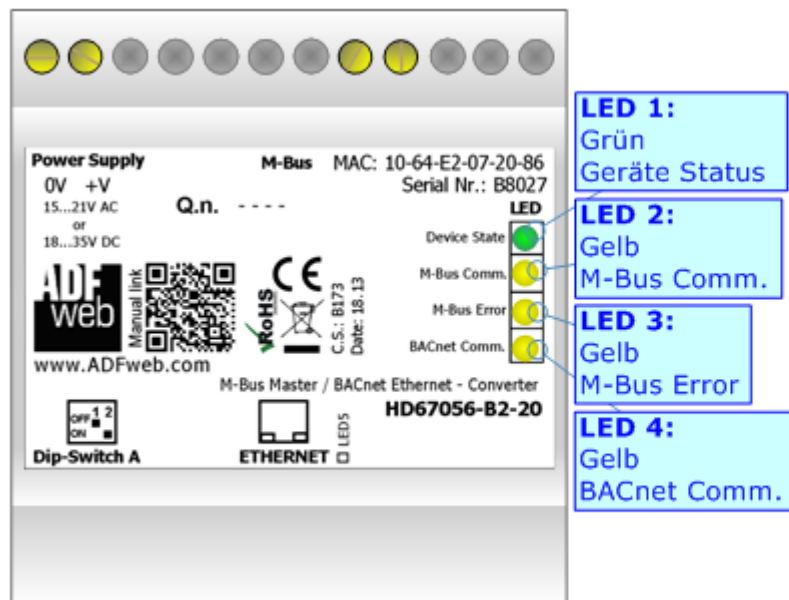 Power Supply
0V +V
15...21V AC
or
18...35V DC
M-Bus
Q.n. - - - -
MAC: 10-64-E2-07-20-86
Serial Nr.: B8027
LED
Device State
M-Bus Comm.
M-Bus Error
BACnet Comm.
ADF
web
Manual link
RoHS
CE
C.S.: B173
Date: 18.13
www.ADFweb.com
M-Bus Master / BACnet Ethernet - Converter
HD67056-B2-20
OFF 1 2
ON
Dip-Switch A
ETHERNET
LED5
LED 1:
Grün
Geräte Status
LED 2:
Gelb
M-Bus Comm.
LED 3:
Gelb
M-Bus Error
LED 4:
Gelb
BACnet Comm.